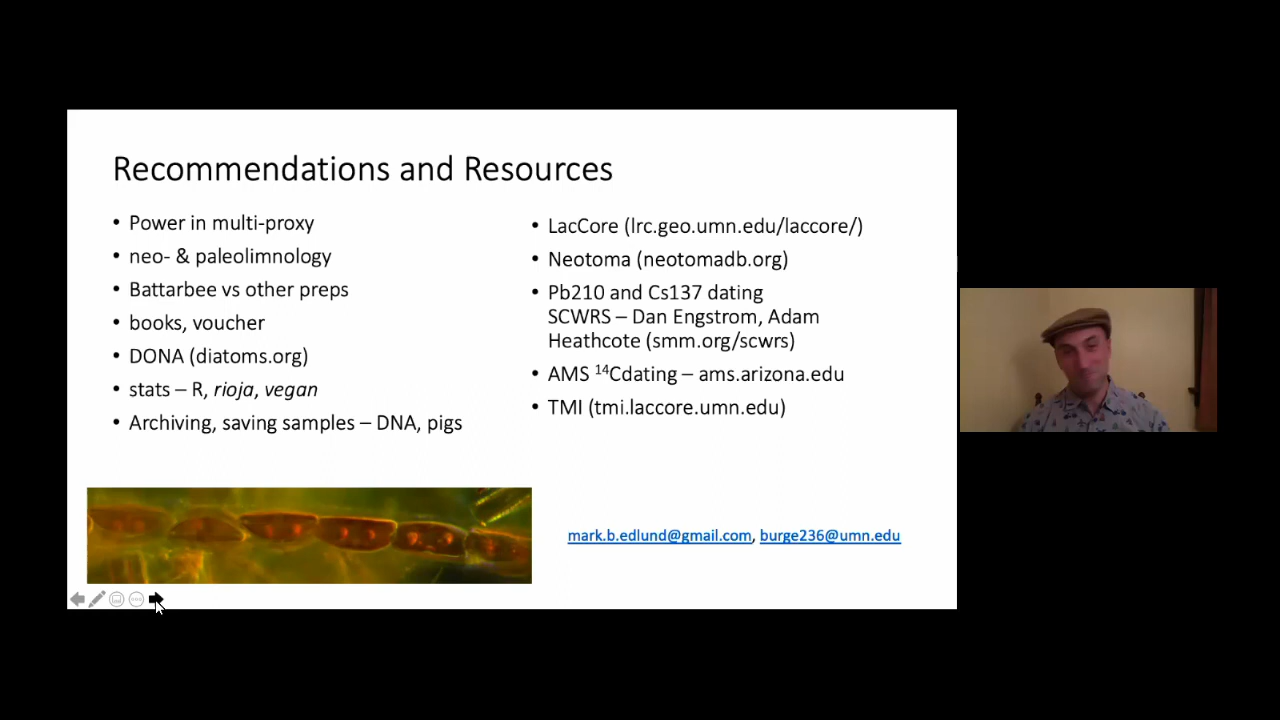 Recommendations and Resources
• Power in multi-proxy
• neo- & paleolimnology
• Battarbee vs other preps
• books, voucher
• DONA (diatoms.org)
• stats – R, rioja, vegan
• Archiving, saving samples – DNA, pigs
• LacCore (lrc.geo.umn.edu/laccore/)
• Neotoma (neotomadb.org)
• Pb210 and Cs137 dating
SCWRS – Dan Engstrom, Adam
Heathcote (smm.org/scwrs)
• AMS ¹⁴Cdating – ams.arizona.edu
• TMI (tmi.laccore.umn.edu)
mark.b.edlund@gmail.com, burge236@umn.edu